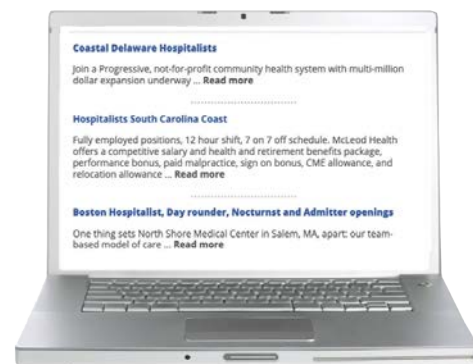 Coastal Delaware Hospitalists
Join a Progressive, not-for-profit community health system with multi-million
dollar expansion underway ... Read more
Hospitalists South Carolina Coast
Fully employed positions, 12 hour shift, 7 on 7 off schedule. McLeod Health
offers a competitive salary and health and retirement benefits package,
performance bonus, paid malpractice, sign on bonus, CME allowance, and
relocation allowance ... Read more
Boston Hospitalist, Day rounder, Nocturnst and Admitter openings
One thing sets North Shore Medical Center in Salem, MA, apart: our team-
based model of care ... Read more